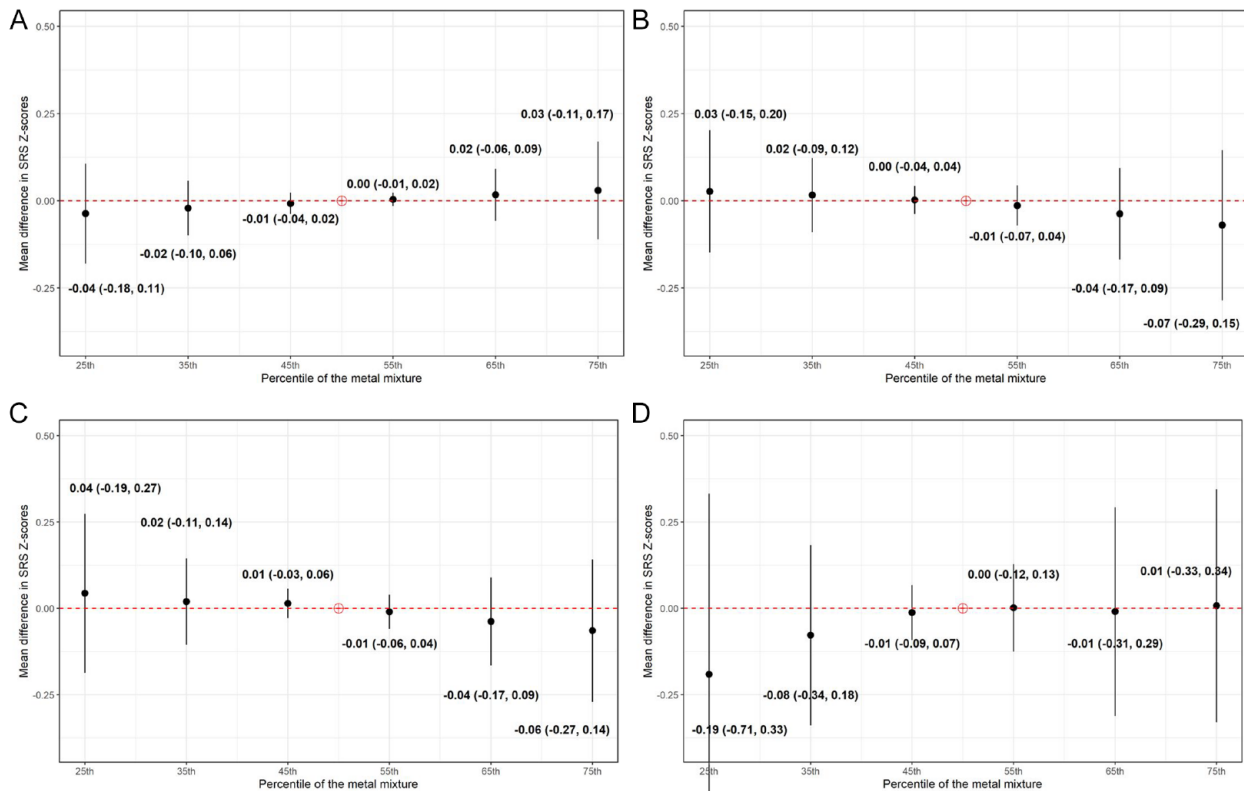 A
Mean difference in SRS Z-scores
0.50
0.25
0.00
-0.25
0.03 (-0.11, 0.17)
0.02 (-0.06, 0.09)
0.00 (-0.01, 0.02)
-0.01 (-0.04, 0.02)
-0.02 (-0.10, 0.06)
-0.04 (-0.18, 0.11)
25th 35th 45th 55th 65th 75th
Percentile of the metal mixture
B
Mean difference in SRS Z-scores
0.50
0.25
0.00
-0.25
0.03 (-0.15, 0.20)
0.02 (-0.09, 0.12)
0.00 (-0.04, 0.04)
-0.01 (-0.07, 0.04)
-0.04 (-0.17, 0.09)
-0.07 (-0.29, 0.15)
25th 35th 45th 55th 65th 75th
Percentile of the metal mixture
C
Mean difference in SRS Z-scores
0.50
0.25
0.00
-0.25
0.04 (-0.19, 0.27)
0.02 (-0.11, 0.14)
0.01 (-0.03, 0.06)
-0.01 (-0.06, 0.04)
-0.04 (-0.17, 0.09)
-0.06 (-0.27, 0.14)
25th 35th 45th 55th 65th 75th
Percentile of the metal mixture
D
Mean difference in SRS Z-scores
0.50
0.25
0.00
-0.25
0.01 (-0.33, 0.34)
0.00 (-0.12, 0.13)
-0.01 (-0.09, 0.07)
-0.01 (-0.31, 0.29)
-0.08 (-0.34, 0.18)
-0.19 (-0.71, 0.33)
25th 35th 45th 55th 65th 75th
Percentile of the metal mixture